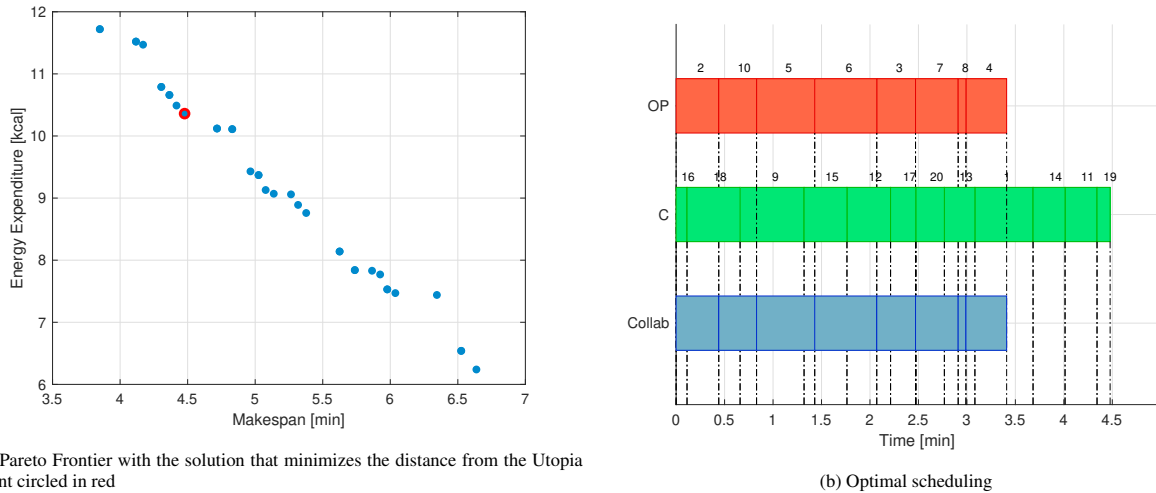 12
11
10
9
8
7
6
Energy Expenditure [kcal]
3.5 4 4.5 5 5.5 6 6.5 7
Makespan [min]
Pareto Frontier with the solution that minimizes the distance from the Utopia
nt circled in red
2 10 5 6 3 7 8 4
OP
16 18 9 15 12 17 20 13 1 14 11 19
C
Collab
0 0.5 1 1.5 2 2.5 3 3.5 4 4.5
Time [min]
(b) Optimal scheduling